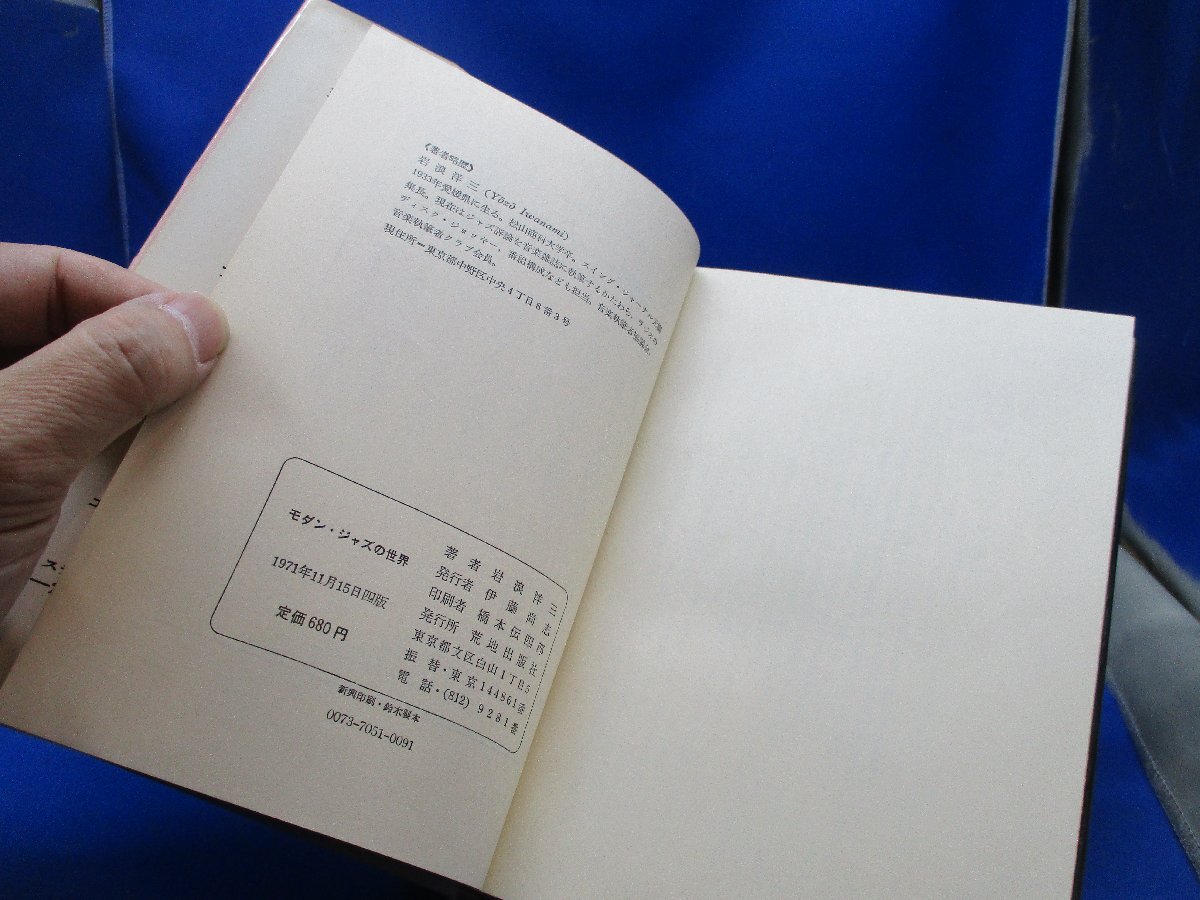 《著者略歴》
岩浪洋三 (Yōzō Iwanami)
1933年愛媛県に生る。松山商科大学卒。スイング・ジャーナル元編
集長。現在はジャズ評論を音楽雑誌に執筆するかたわら、ラジオの
ディスク・ジョッキー、番組構成なども担当。音楽執筆者協議会、
音楽執筆者クラブ会員。
現住所=東京都中野区中央4丁目8番3号
モダン・ジャズの世界
1971年11月15日四版
定価680円
著者 岩浪洋三
発行者 伊藤尚志
印刷者 橋本伝四郎
発行所 荒地出版社
東京都文区白山1丁目5
振替・東京144861番
電話・(812) 9281番
新興印刷・鈴木製本
0073-7051-0091